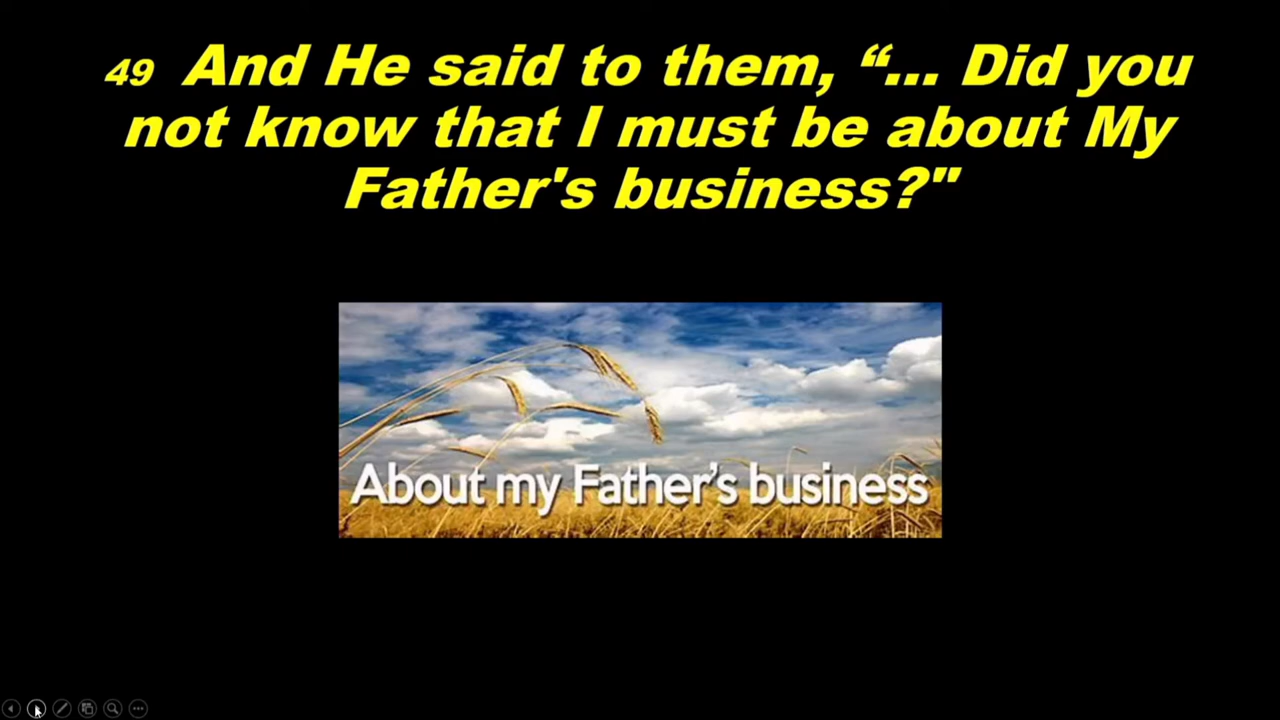 49 And He said to them, “... Did you
not know that I must be about My
Father's business?"
About my Father’s business